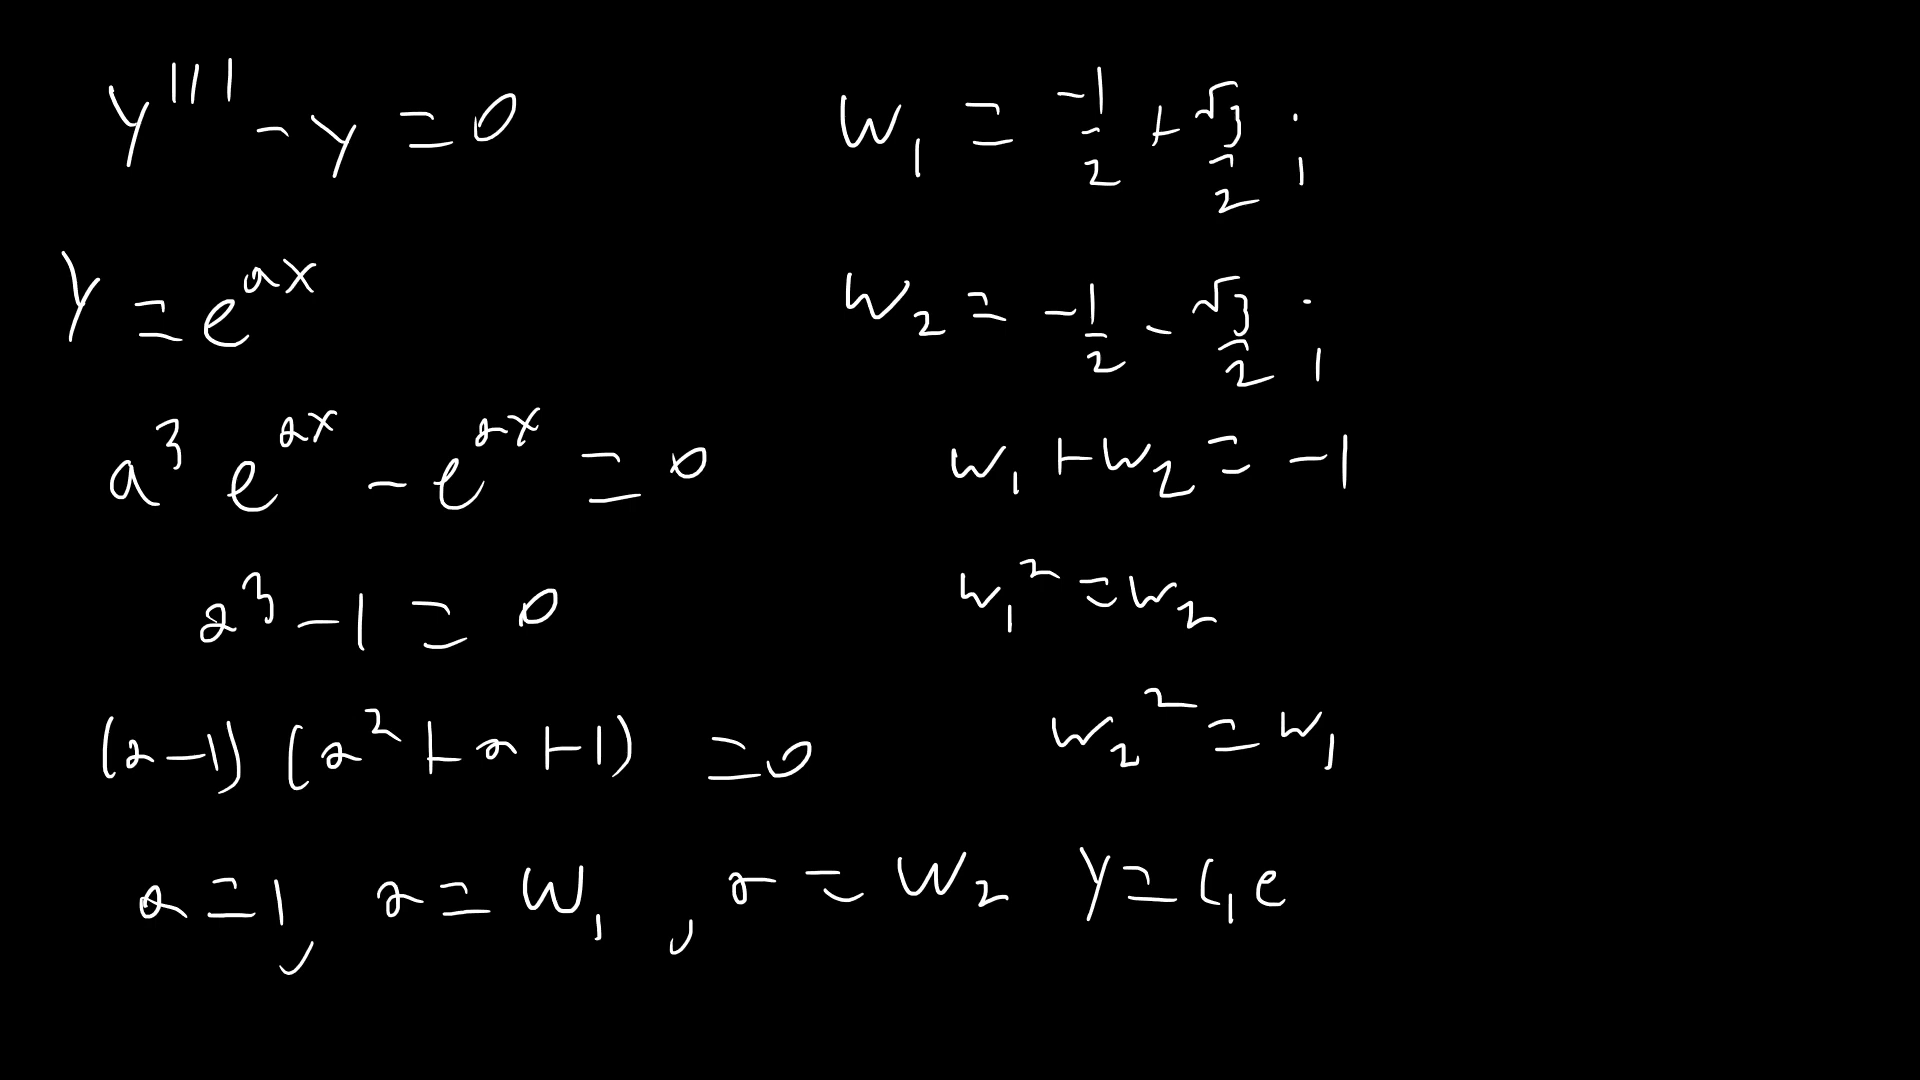 y''' - y = 0
y = e^{ax}
a^3 e^{ax} - e^{ax} = 0
a^3 - 1 = 0
(a-1) (a^2 + a + 1) = 0
a = 1, a = w_1, a = w_2
w_1 = -1/2 + √3/2 i
w_2 = -1/2 - √3/2 i
w_1 + w_2 = -1
w_1^2 = w_2
w_2^2 = w_1
y = c_1 e